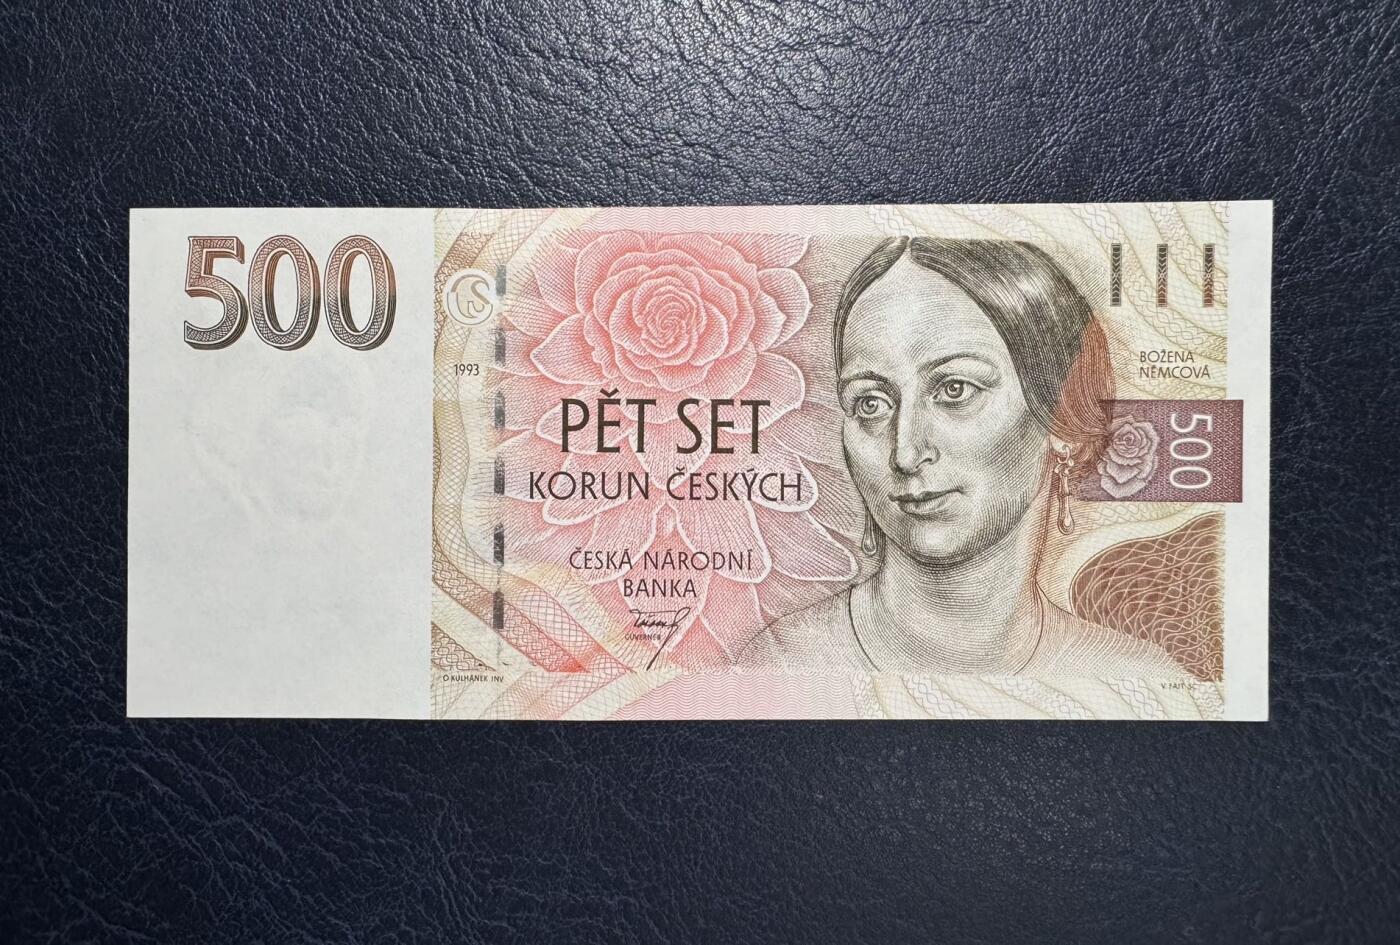 500
1993
PĚT SET
KORUN ČESKÝCH
ČESKÁ NÁRODNÍ
BANKA
GUVERNÉR
O KULHÁNEK INV
BOŽENA
NĚMCOVÁ
500
V. FAJT SC